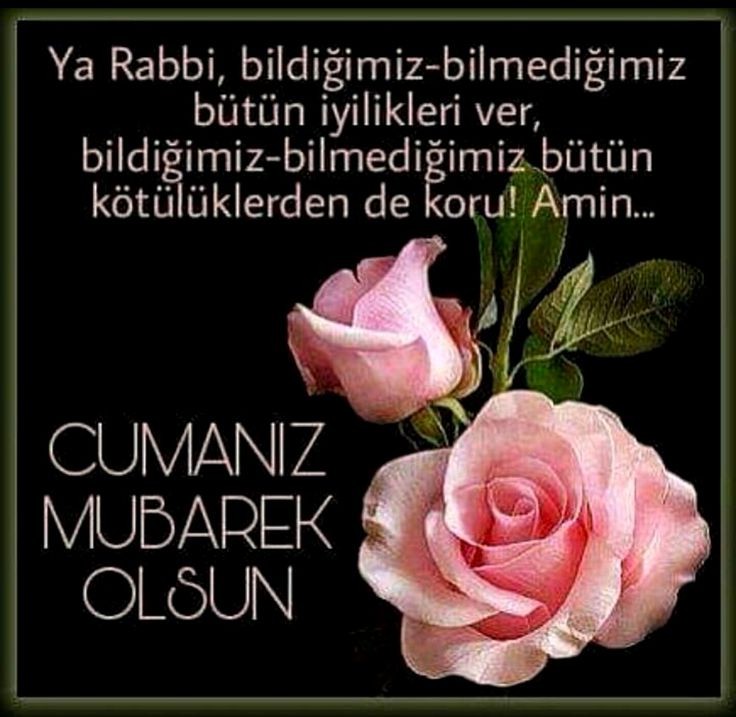 Ya Rabbi, bildiğimiz-bilmediğimiz
bütün iyilikleri ver,
bildiğimiz-bilmediğimiz bütün
kötülüklerden de koru! Amin...
CUMANIZ
MUBAREK
OLSUN